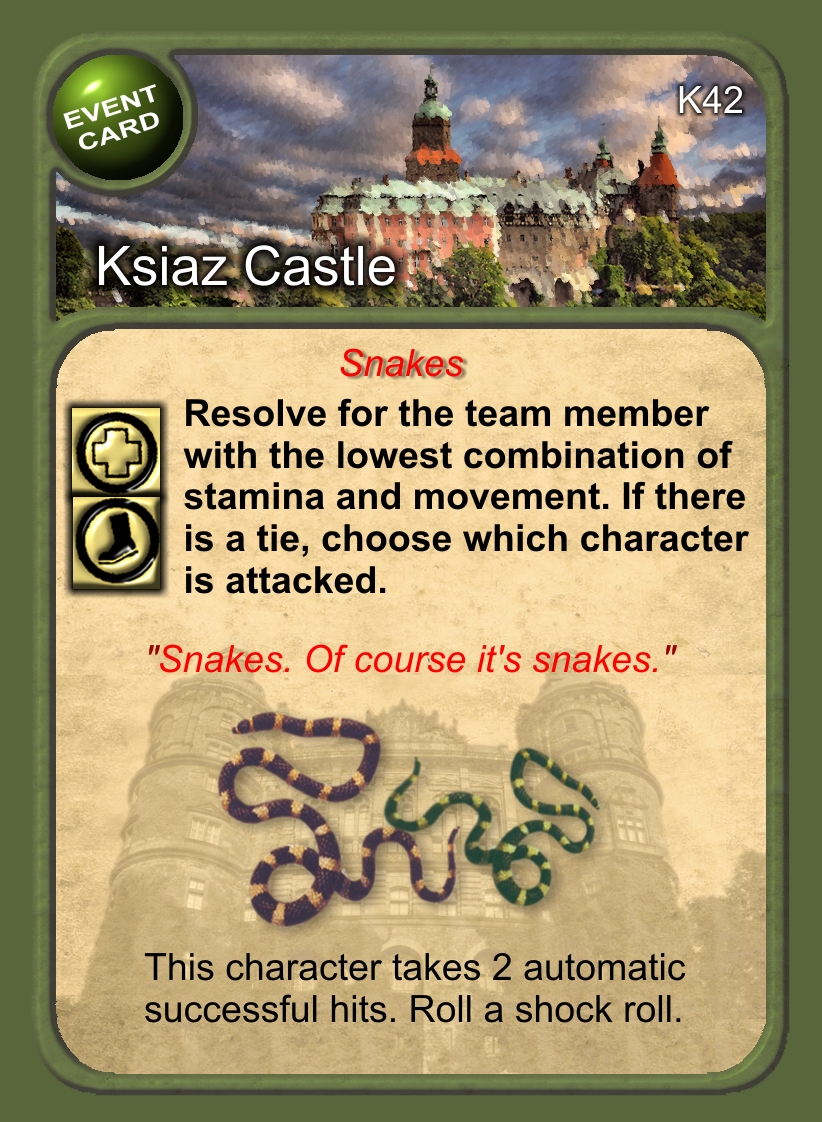 EVENT
CARD
K42
Ksiaz Castle
Snakes
Resolve for the team member
with the lowest combination of
stamina and movement. If there
is a tie, choose which character
is attacked.
"Snakes. Of course it's snakes."
This character takes 2 automatic
successful hits. Roll a shock roll.